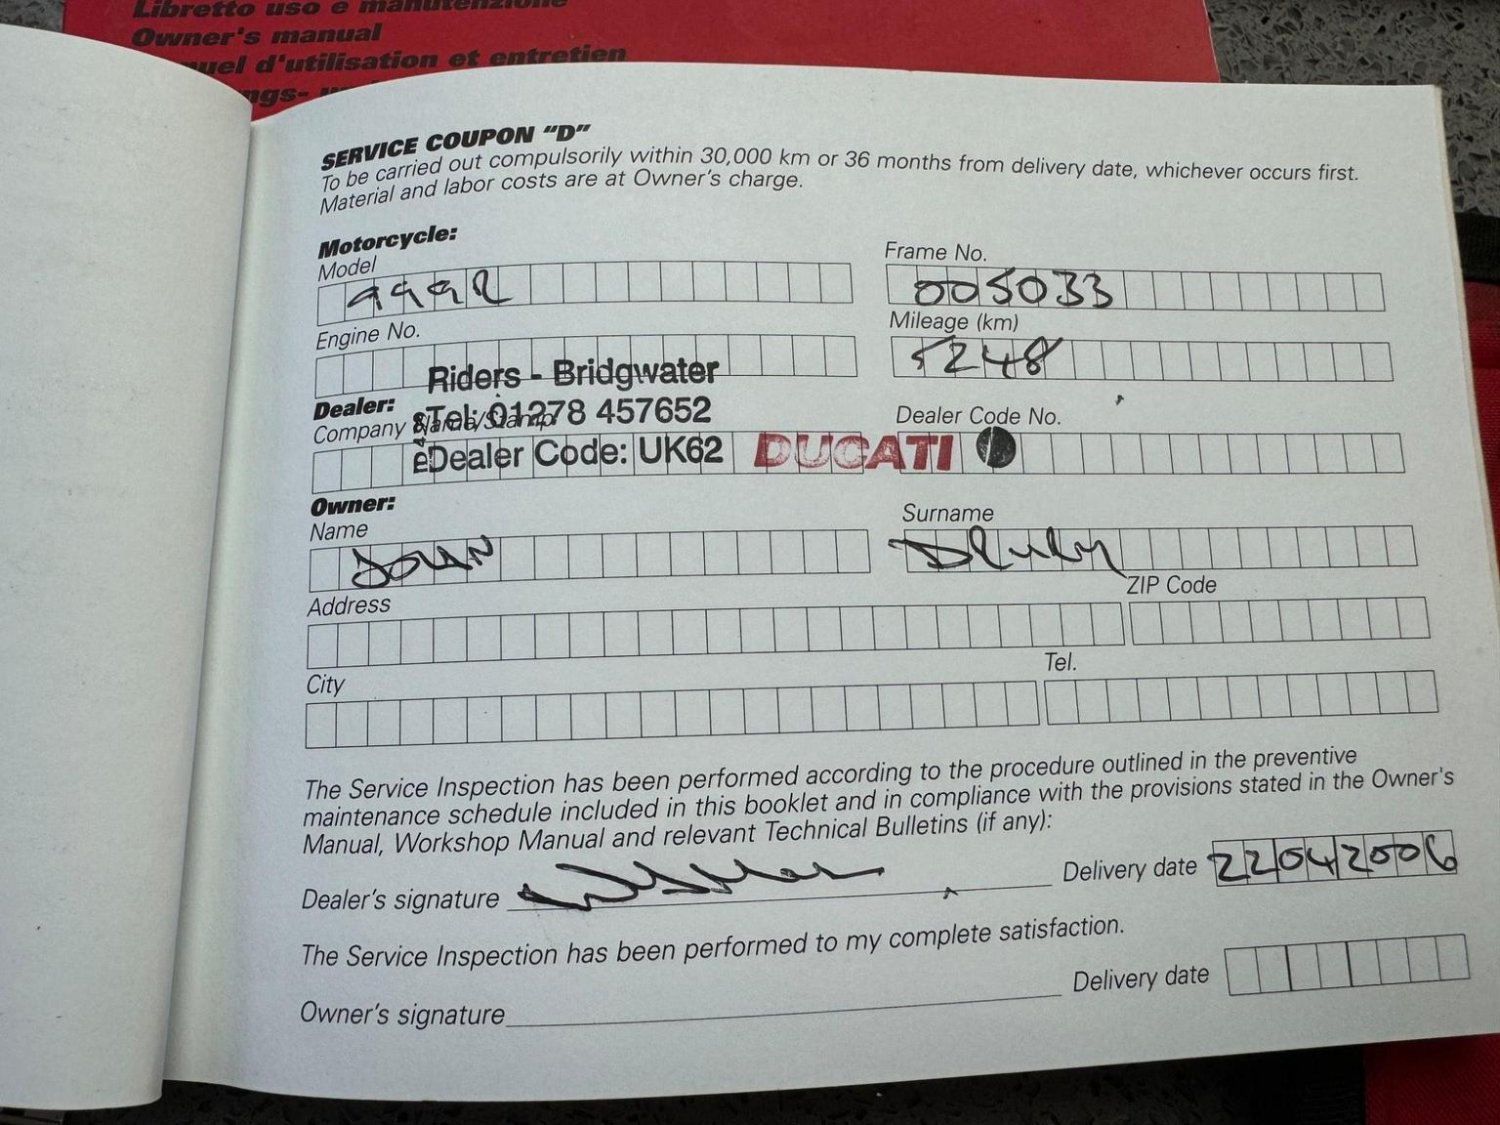 Libretto uso e manutenzione
Owner's manual
uel d'utilisation et entretien
ngs-
SERVICE COUPON "D"
To be carried out compulsorily within 30,000 km or 36 months from delivery date, whichever occurs first.
Material and labor costs are at Owner's charge.
Motorcycle:
Model
999R
Frame No.
005033
Engine No.
Mileage (km)
5248
Riders - Bridgwater
Dealer:
Company Name/Stamp
Tel: 01278 457652
Dealer Code No.
Dealer Code: UK62 DUCATI
Owner:
Name
JOHN
Surname
Address
ZIP Code
City
Tel.
The Service Inspection has been performed according to the procedure outlined in the preventive
maintenance schedule included in this booklet and in compliance with the provisions stated in the Owner's
Manual, Workshop Manual and relevant Technical Bulletins (if any):
Dealer's signature
Delivery date 22042006
The Service Inspection has been performed to my complete satisfaction.
Owner's signature
Delivery date